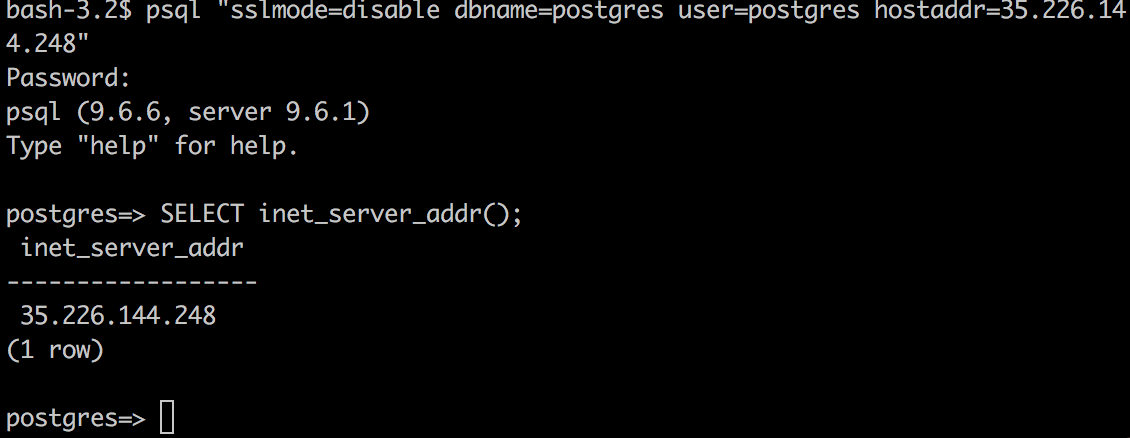 bash-3.2$ psql "sslmode=disable dbname=postgres user=postgres hostaddr=35.226.14
4.248"
Password:
psql (9.6.6, server 9.6.1)
Type "help" for help.
postgres=> SELECT inet_server_addr();
 inet_server_addr
------------------
 35.226.144.248
(1 row)
postgres=>